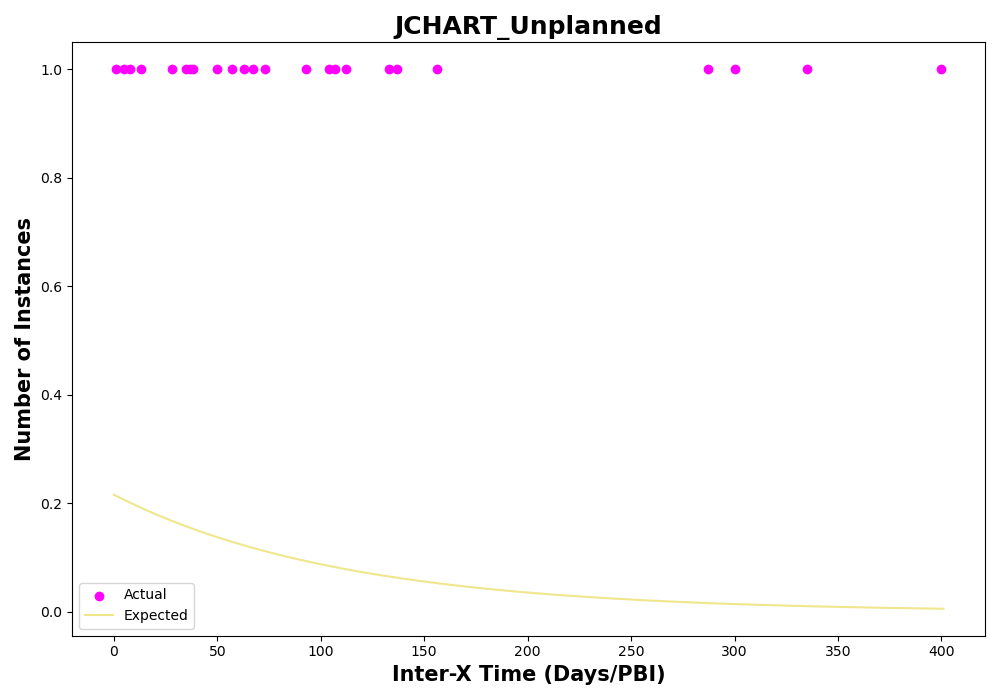 JCHART_Unplanned
1.0
0.8
0.6
0.4
0.2
0.0
Number of Instances
Actual
Expected
0 50 100 150 200 250 300 350 400
Inter-X Time (Days/PBI)